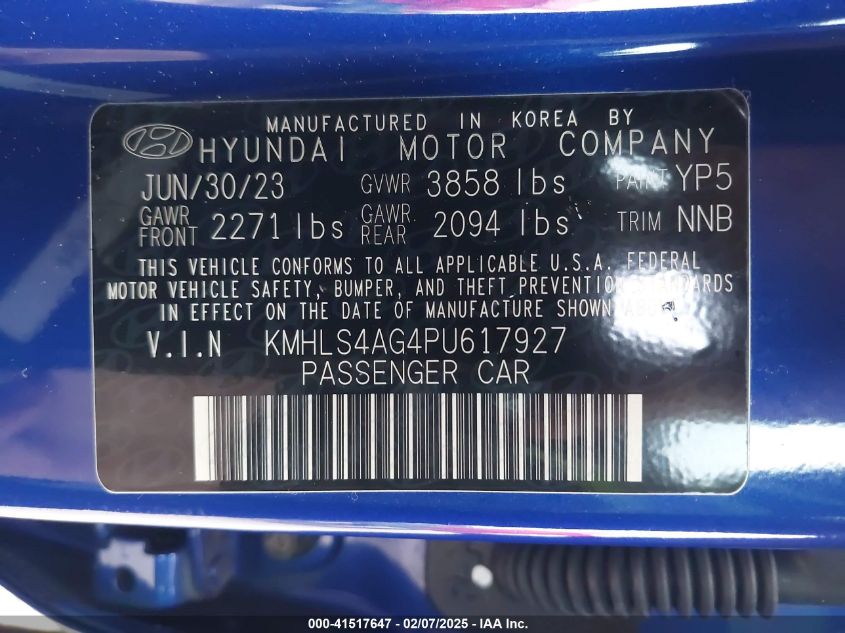 MANUFACTURED IN KOREA BY
HYUNDAI MOTOR COMPANY
JUN/30/23 GVWR 3858 lbs PAINT YP5
GAWR FRONT 2271 lbs GAWR REAR 2094 lbs TRIM NNB
THIS VEHICLE CONFORMS TO ALL APPLICABLE U.S.A. FEDERAL
MOTOR VEHICLE SAFETY, BUMPER, AND THEFT PREVENTION STANDARDS
IN EFFECT ON THE DATE OF MANUFACTURE SHOWN ABOVE.
V.I.N KMHLS4AG4PU617927
PASSENGER CAR
000-41517647 - 02/07/2025 - IAA Inc.